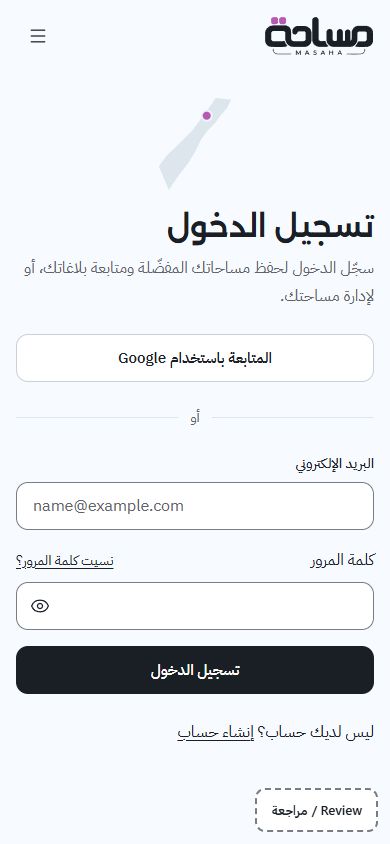 مساحة
MASAHA
تسجيل الدخول
سجّل الدخول لحفظ مساحاتك المفضّلة ومتابعة بلاغاتك، أو
لإدارة مساحتك.
المتابعة باستخدام Google
أو
البريد الإلكتروني
name@example.com
كلمة المرور
نسيت كلمة المرور؟
تسجيل الدخول
ليس لديك حساب؟ إنشاء حساب
مراجعة / Review